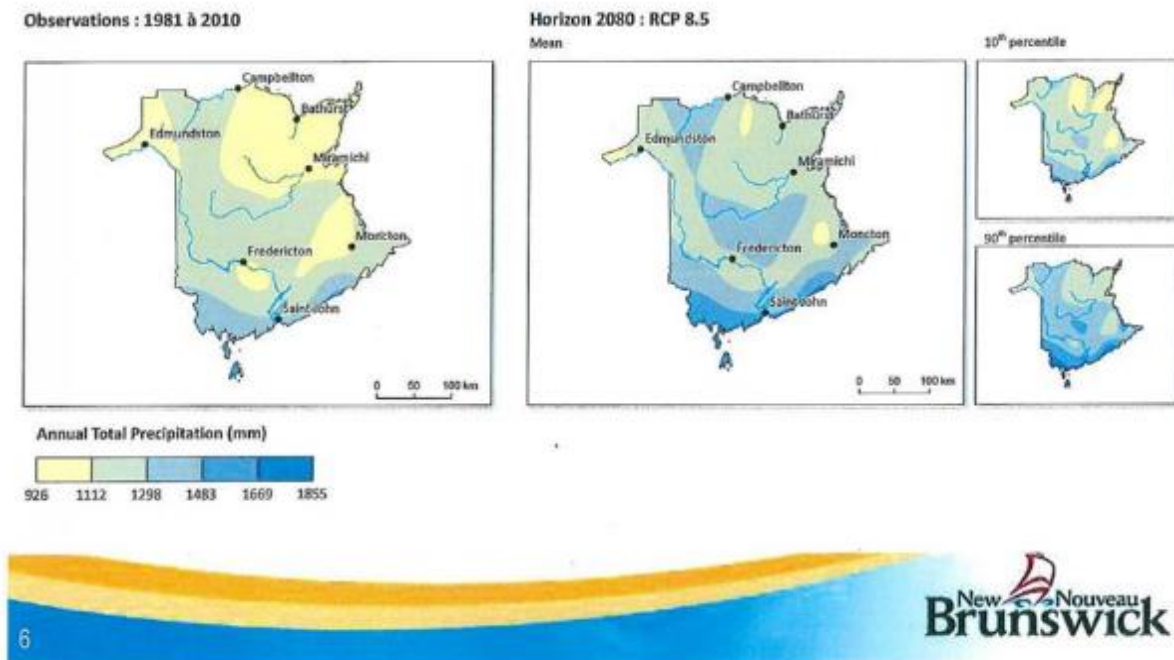 Observations : 1981 à 2010
Campbellton
Bathurst
Edmundston
Miramichi
Moncton
Fredericton
Saint John
0 50 100 km
Horizon 2080 : RCP 8.5
Mean
Campbellton
Bathurst
Edmundston
Miramichi
Moncton
Fredericton
Saint John
0 50 100 km
10th percentile
90th percentile
Annual Total Precipitation (mm)
926 1112 1298 1483 1669 1855
6
New Nouveau
Brunswick